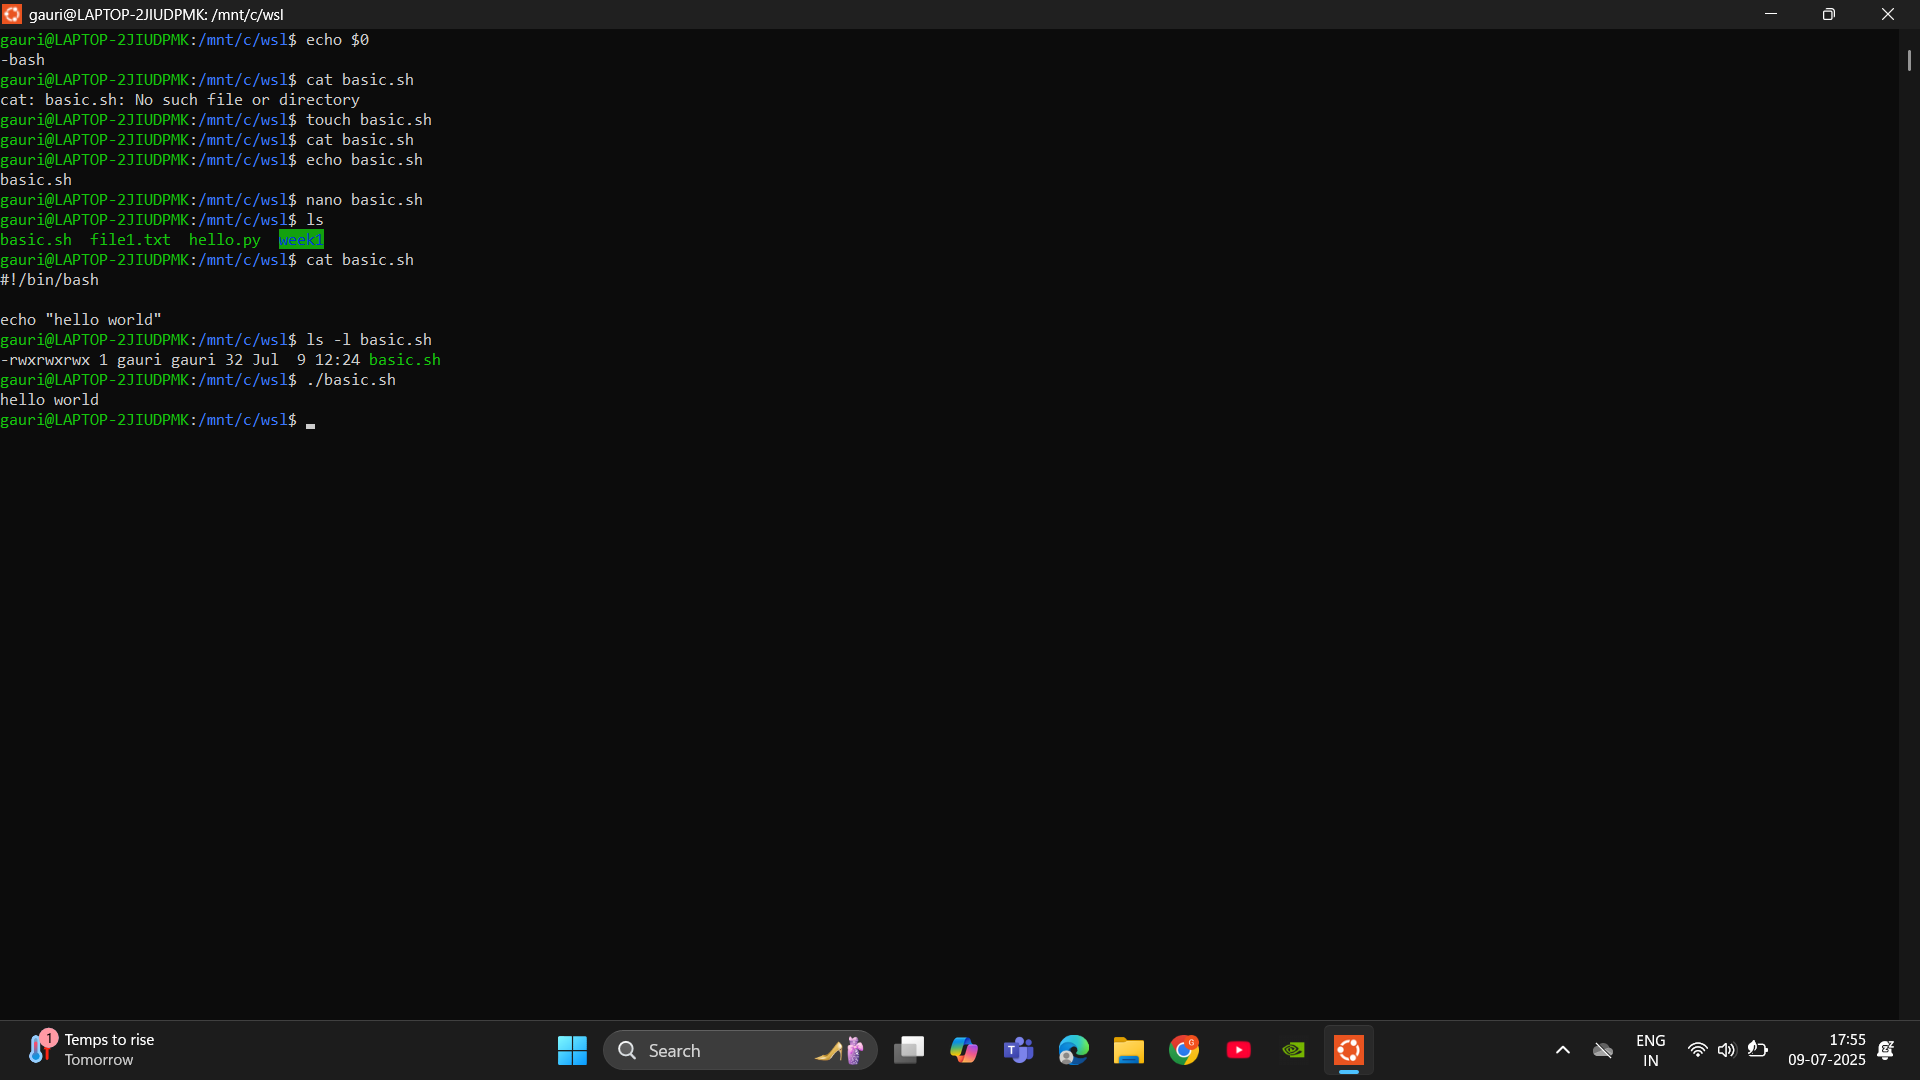 gauri@LAPTOP-2JIUDPMK: /mnt/c/wsl
gauri@LAPTOP-2JIUDPMK:/mnt/c/wsl$ echo $0
-bash
gauri@LAPTOP-2JIUDPMK:/mnt/c/wsl$ cat basic.sh
cat: basic.sh: No such file or directory
gauri@LAPTOP-2JIUDPMK:/mnt/c/wsl$ touch basic.sh
gauri@LAPTOP-2JIUDPMK:/mnt/c/wsl$ cat basic.sh
gauri@LAPTOP-2JIUDPMK:/mnt/c/wsl$ echo basic.sh
basic.sh
gauri@LAPTOP-2JIUDPMK:/mnt/c/wsl$ nano basic.sh
gauri@LAPTOP-2JIUDPMK:/mnt/c/wsl$ ls
basic.sh  file1.txt  hello.py  week1
gauri@LAPTOP-2JIUDPMK:/mnt/c/wsl$ cat basic.sh
#!/bin/bash
echo "hello world"
gauri@LAPTOP-2JIUDPMK:/mnt/c/wsl$ ls -l basic.sh
-rwxrwxrwx 1 gauri gauri 32 Jul  9 12:24 basic.sh
gauri@LAPTOP-2JIUDPMK:/mnt/c/wsl$ ./basic.sh
hello world
gauri@LAPTOP-2JIUDPMK:/mnt/c/wsl$
1
Temps to rise
Tomorrow
Search
T
G
ENG
IN
17:55
09-07-2025